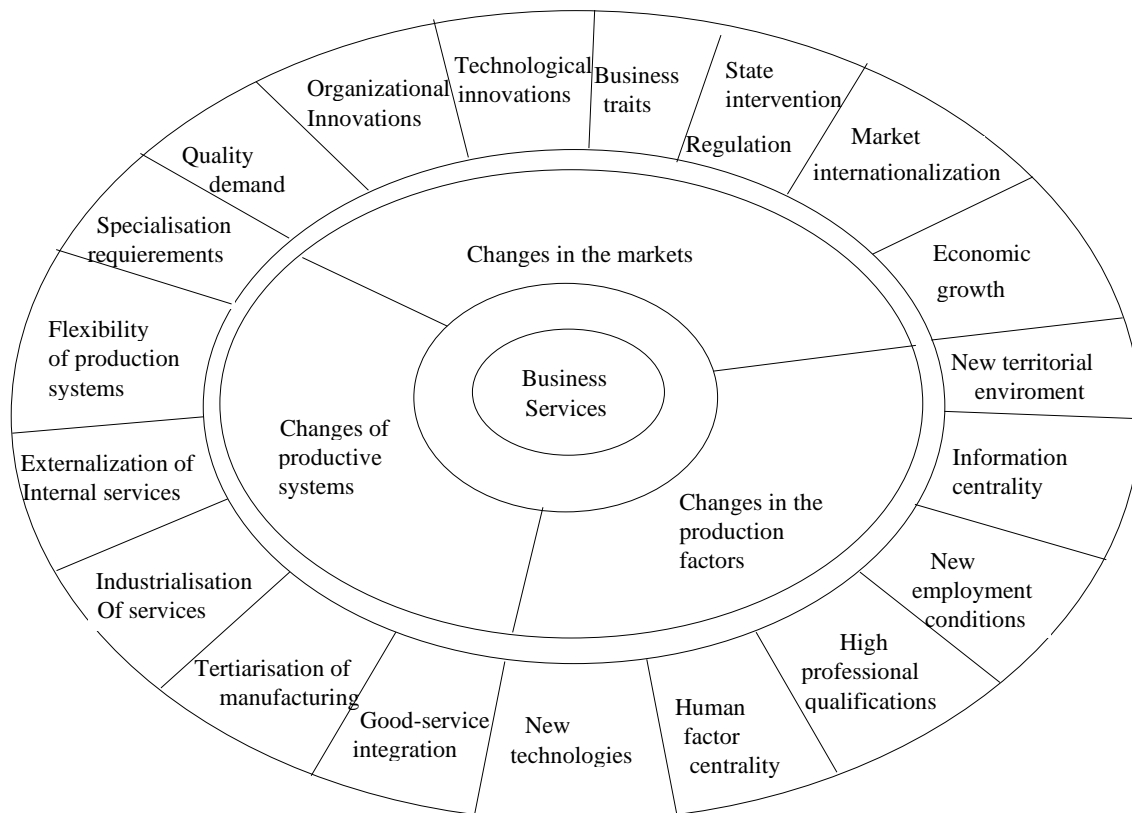 Organizational
Innovations
Technological
innovations
Business
traits
State
intervention
Regulation
Market
internationalization
Quality
demand
Specialisation
requierements
Changes in the markets
Economic
growth
Flexibility
of production
systems
Business
Services
New territorial
enviroment
Changes of
productive
systems
Externalization of
Internal services
Information
centrality
Changes in the
production
factors
Industrialisation
Of services
New
employment
conditions
Tertiarisation of
manufacturing
High
professional
qualifications
Good-service
integration
New
technologies
Human
factor
centrality